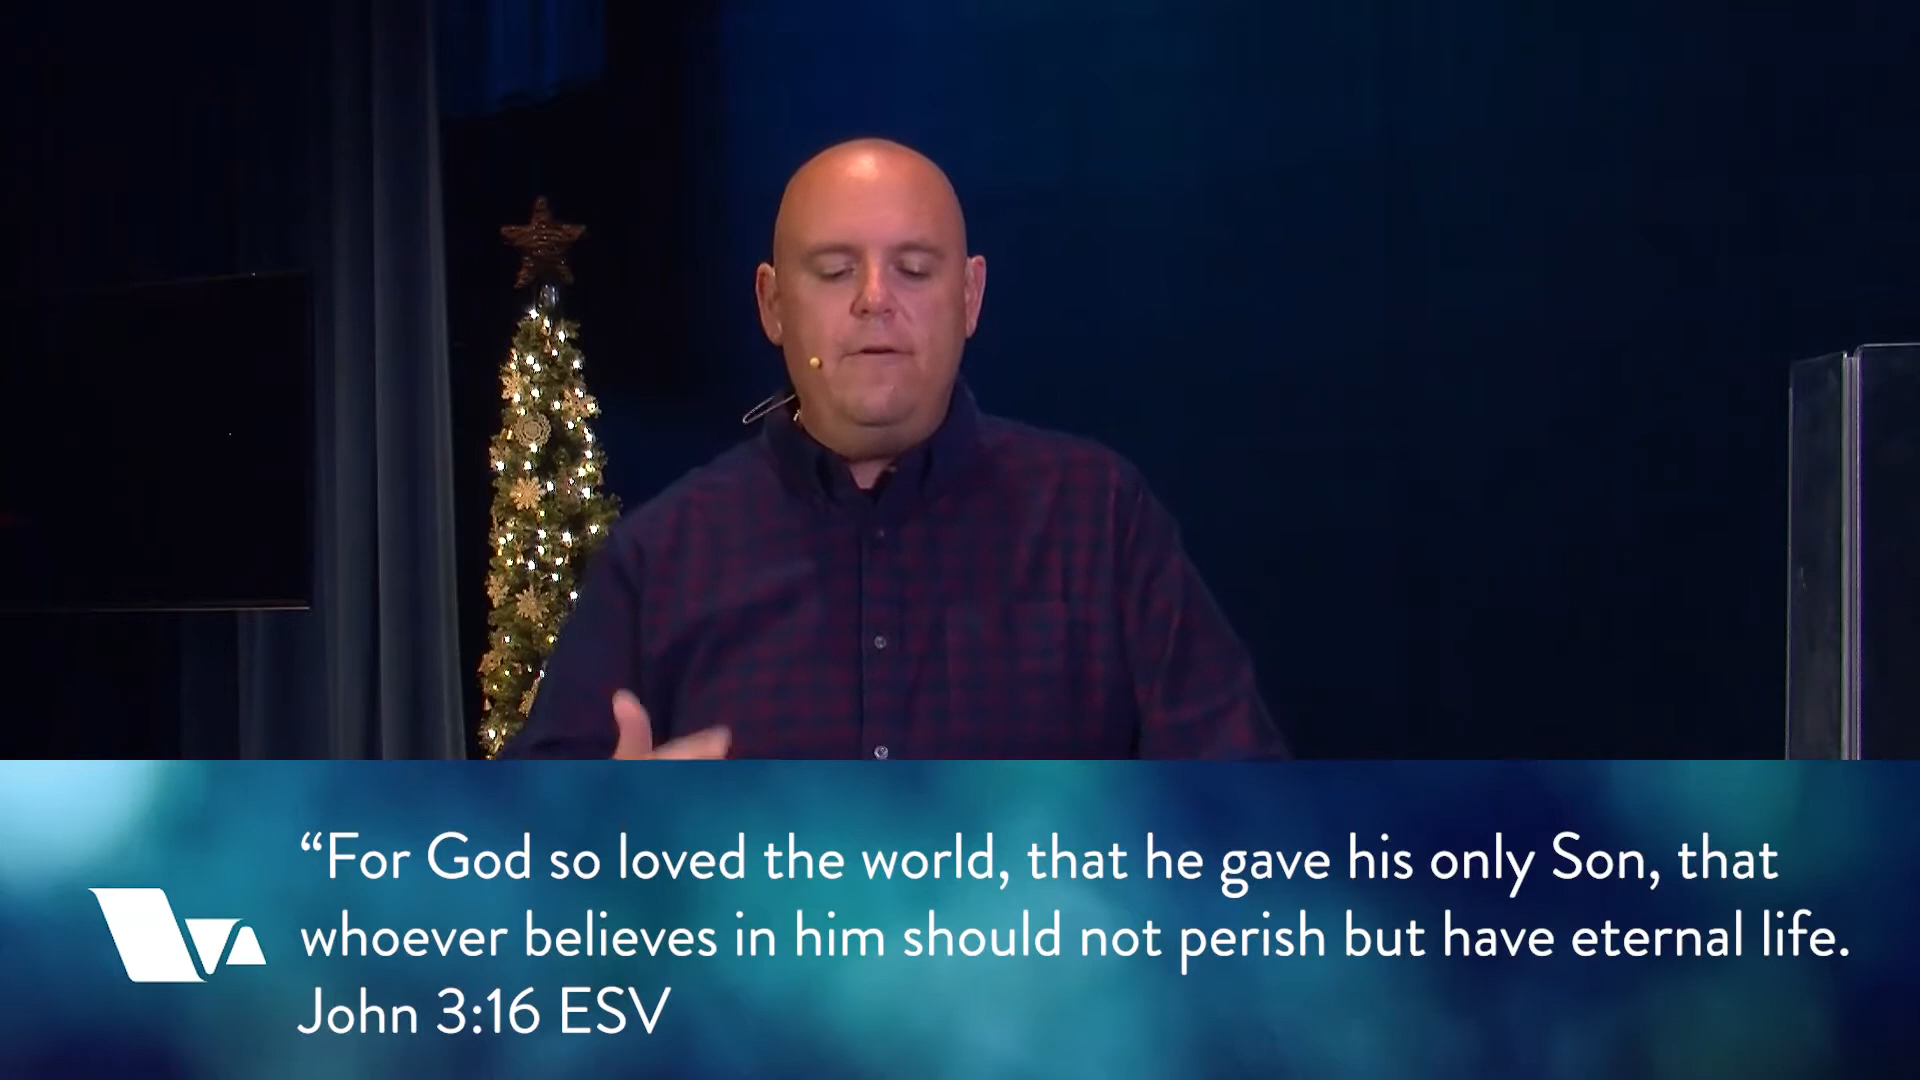 “For God so loved the world, that he gave his only Son, that
whoever believes in him should not perish but have eternal life.
John 3:16 ESV